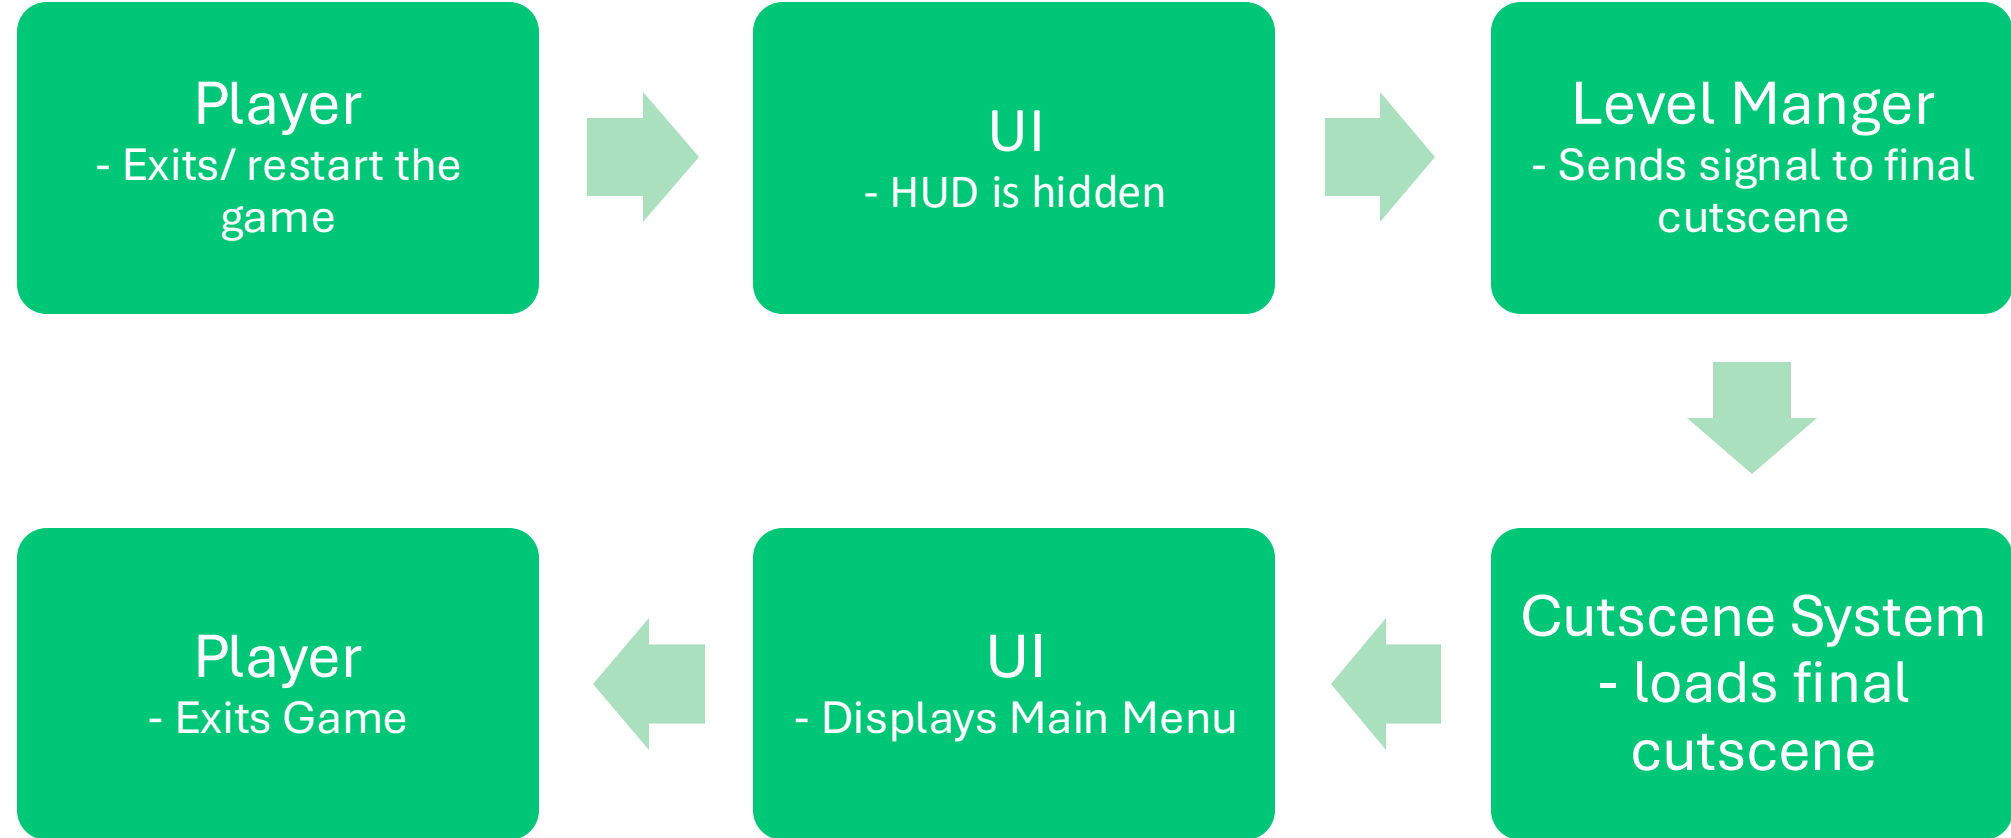 Player
- Exits/ restart the
game
UI
- HUD is hidden
Level Manger
- Sends signal to final
cutscene
Cutscene System
- loads final
cutscene
UI
- Displays Main Menu
Player
- Exits Game